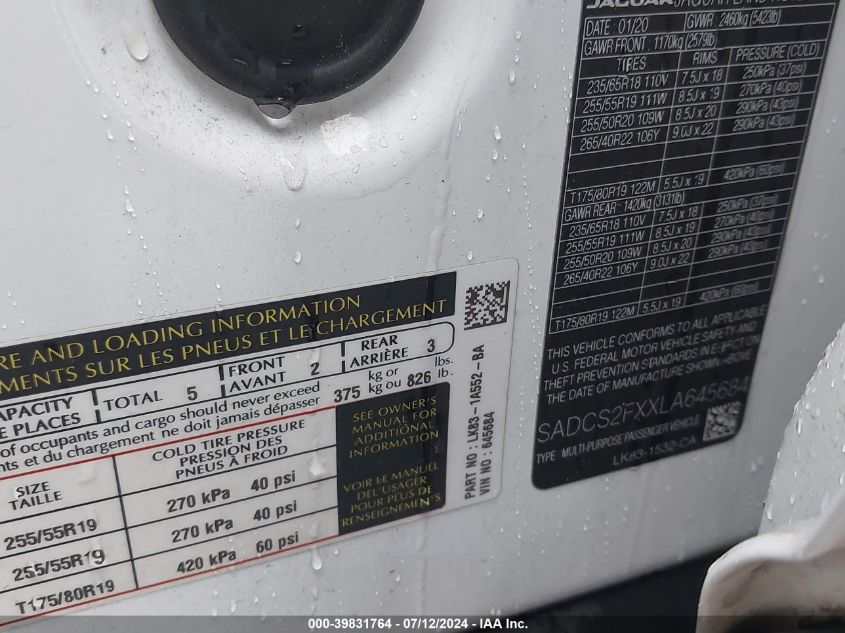 JAGUAR JAGUAR LAND
DATE : 01/20 GVWR : 2460kg (5423lb)
GAWR FRONT : 1170kg (2579lb)
TIRES RIMS PRESSURE (COLD)
235/65R18 110V 7.5J x 18 250kPa (37psi)
255/55R19 111W 8.5J x 19 270kPa (40psi)
255/50R20 109W 8.5J x 20 290kPa (43psi)
265/40R22 106Y 9.0J x 22 290kPa (43psi)
T175/80R19 122M 5.5J x 19 420kPa (60psi)
GAWR REAR : 1420kg (3131lb)
235/65R18 110V 7.5J x 18 250kPa (37psi)
255/55R19 111W 8.5J x 19 270kPa (40psi)
255/50R20 109W 8.5J x 20 290kPa (43psi)
265/40R22 106Y 9.0J x 22 290kPa (43psi)
T175/80R19 122M 5.5J x 19 420kPa (60psi)
THIS VEHICLE CONFORMS TO ALL APPLICABLE
U.S. FEDERAL MOTOR VEHICLE SAFETY AND
THEFT PREVENTION STANDARDS IN EFFECT ON
THE DATE OF MANUFACTURE SHOWN ABOVE.
SADCS2FXXLA645684
TYPE : MULTI-PURPOSE PASSENGER VEHICLE
LK83-1532-CA
RE AND LOADING INFORMATION
EMENTS SUR LES PNEUS ET LE CHARGEMENT
CAPACITY TOTAL 5 FRONT 2 REAR 3
E PLACES AVANT ARRIÈRE
of occupants and cargo should never exceed 375 kg or 826 lbs.
nts et du chargement ne doit jamais dépasser kg ou lb.
SIZE COLD TIRE PRESSURE
TAILLE PRESSION DES
PNEUS À FROID
255/55R19 270 kPa 40 psi
255/55R19 270 kPa 40 psi
T175/80R19 420 kPa 60 psi
SEE OWNER'S
MANUAL FOR
ADDITIONAL
INFORMATION
VOIR LE MANUEL
DEL'USAGER
POUR PLUS DE
RENSEIGNEMENTS
PART NO : LK83-1A552-BA
VIN NO : 645684
000-39831764 - 07/12/2024 - IAA Inc.